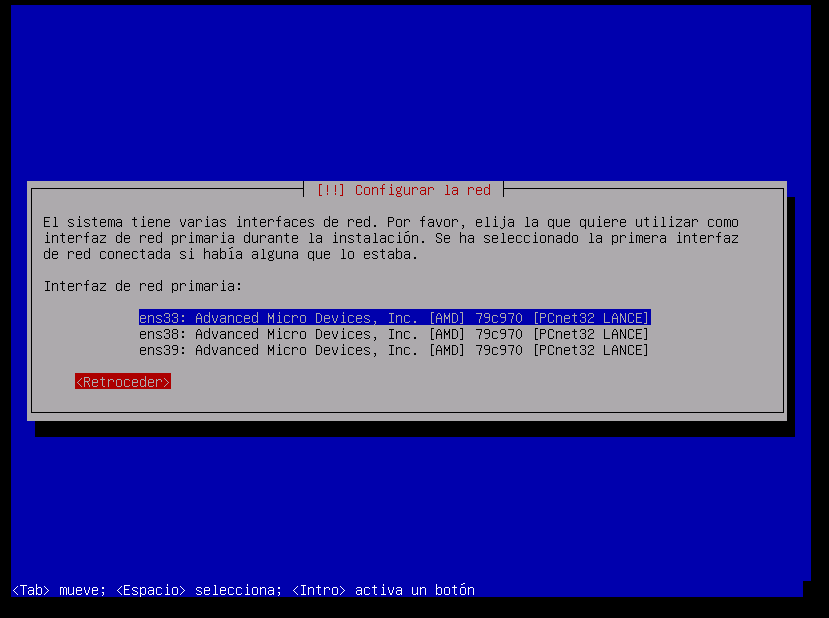 [!!] Configurar la red
El sistema tiene varias interfaces de red. Por favor, elija la que quiere utilizar como
interfaz de red primaria durante la instalación. Se ha seleccionado la primera interfaz
de red conectada si había alguna que lo estaba.
Interfaz de red primaria:
ens33: Advanced Micro Devices, Inc. [AMD] 79c970 [PCnet32 LANCE]
ens38: Advanced Micro Devices, Inc. [AMD] 79c970 [PCnet32 LANCE]
ens39: Advanced Micro Devices, Inc. [AMD] 79c970 [PCnet32 LANCE]
<Retroceder>
<Tab> mueve; <Espacio> selecciona; <Intro> activa un botón